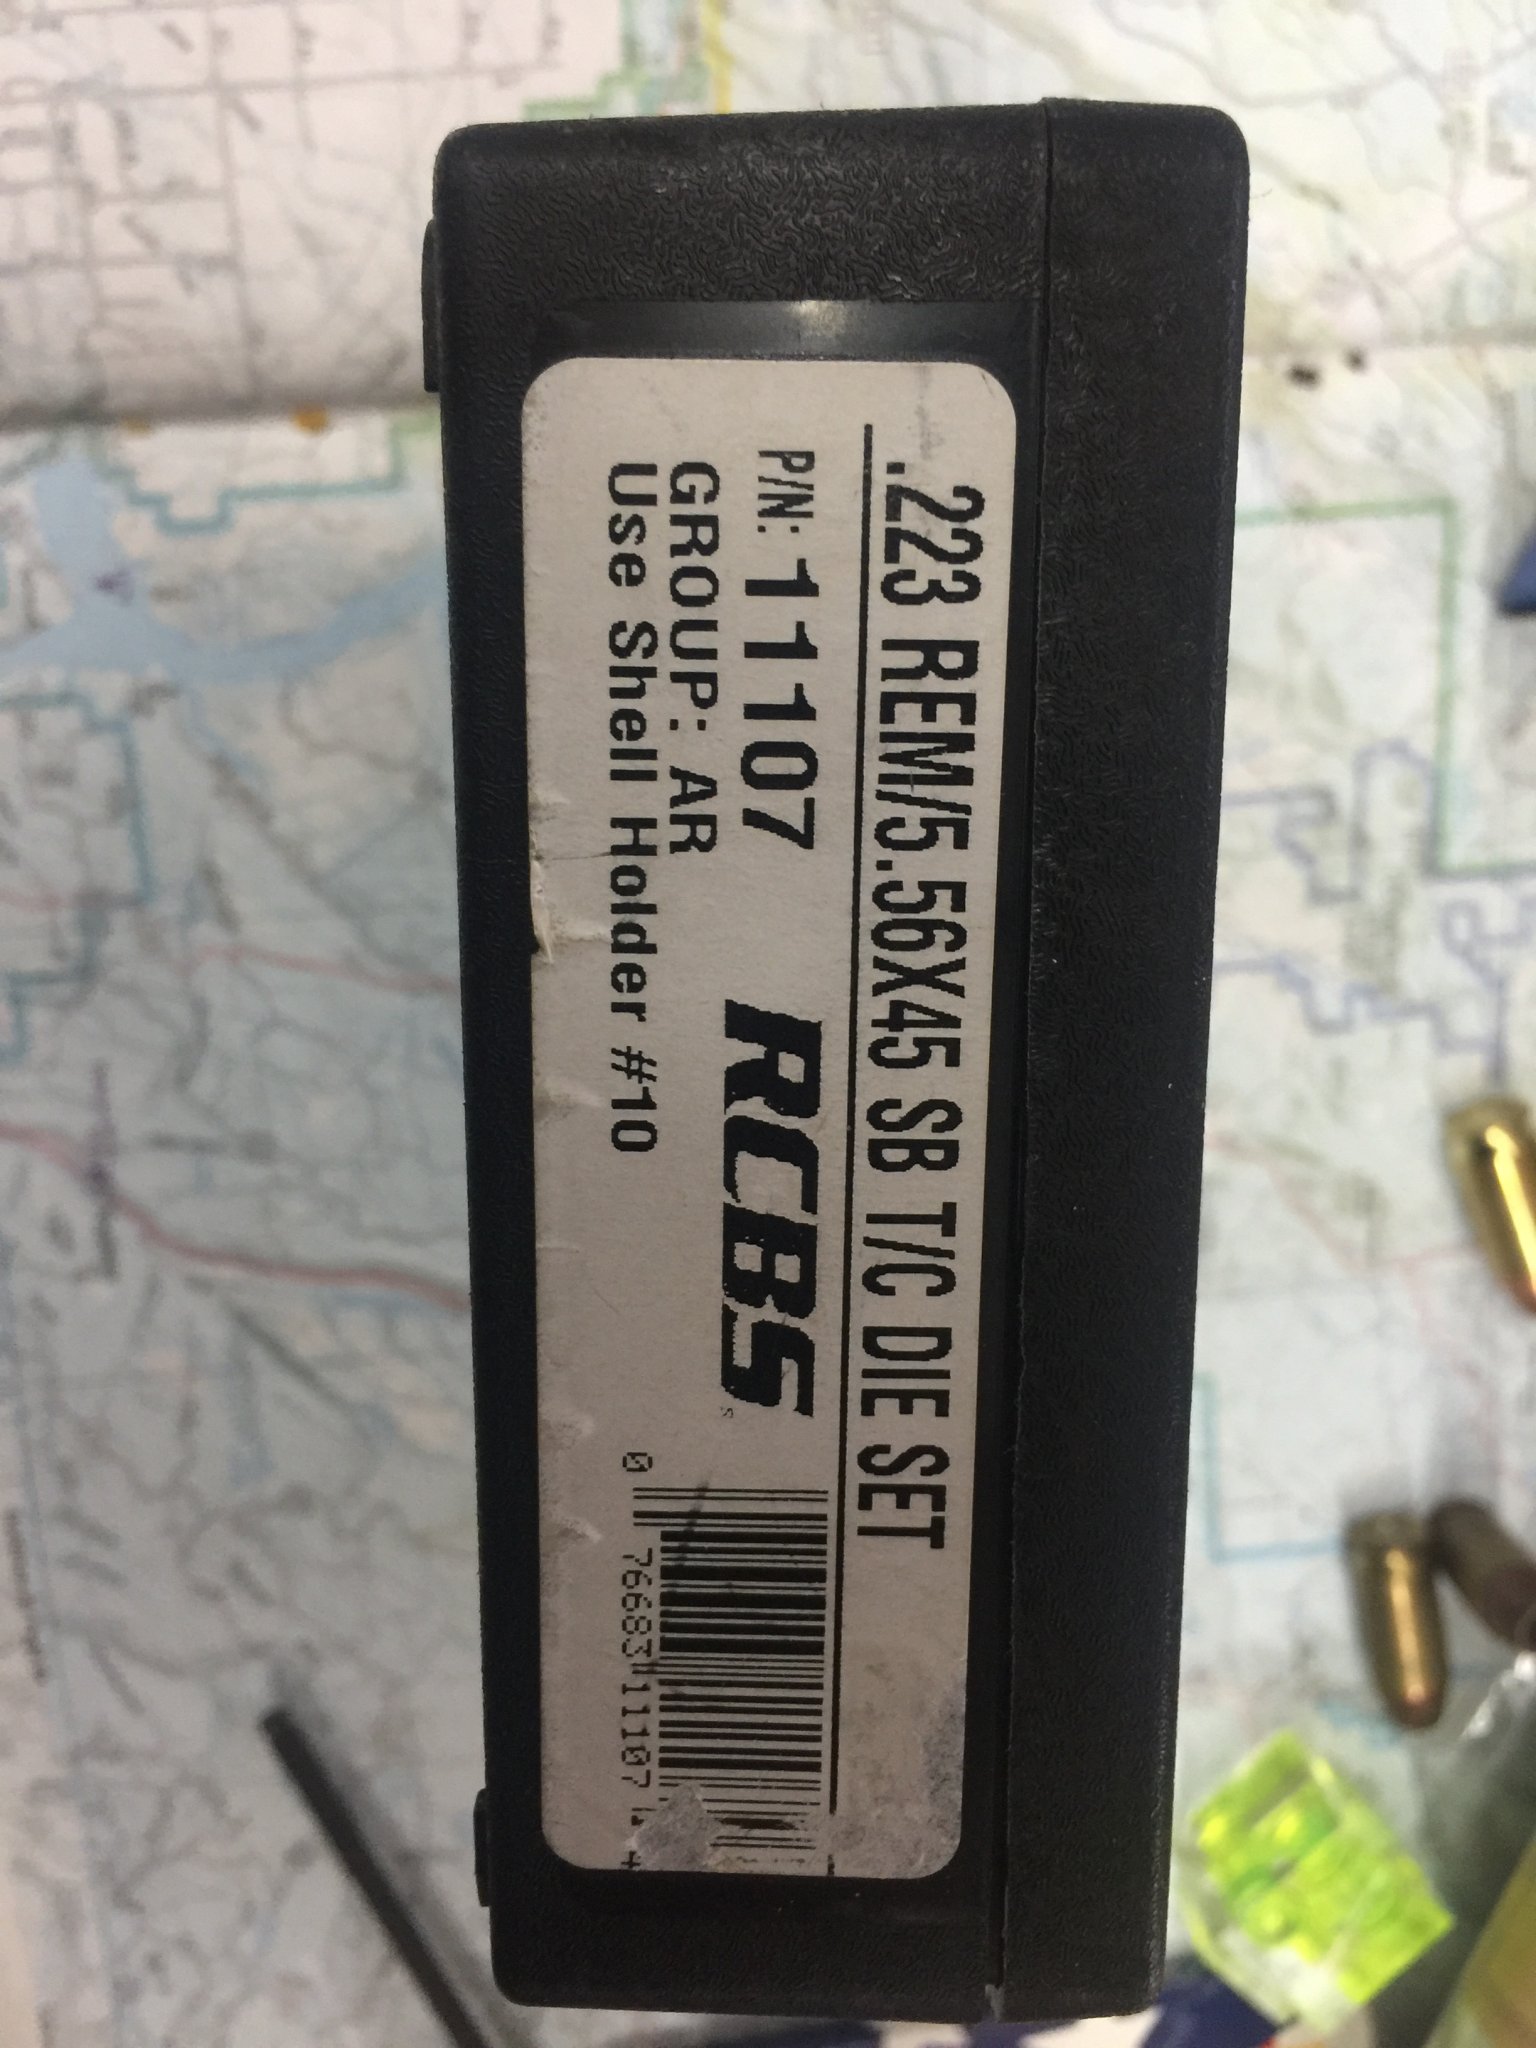 .223 REM/5.56X45 SB T/C DIE SET
P/N: 11107
RCBS
GROUP: AR
Use Shell Holder #10
0 76683 11107